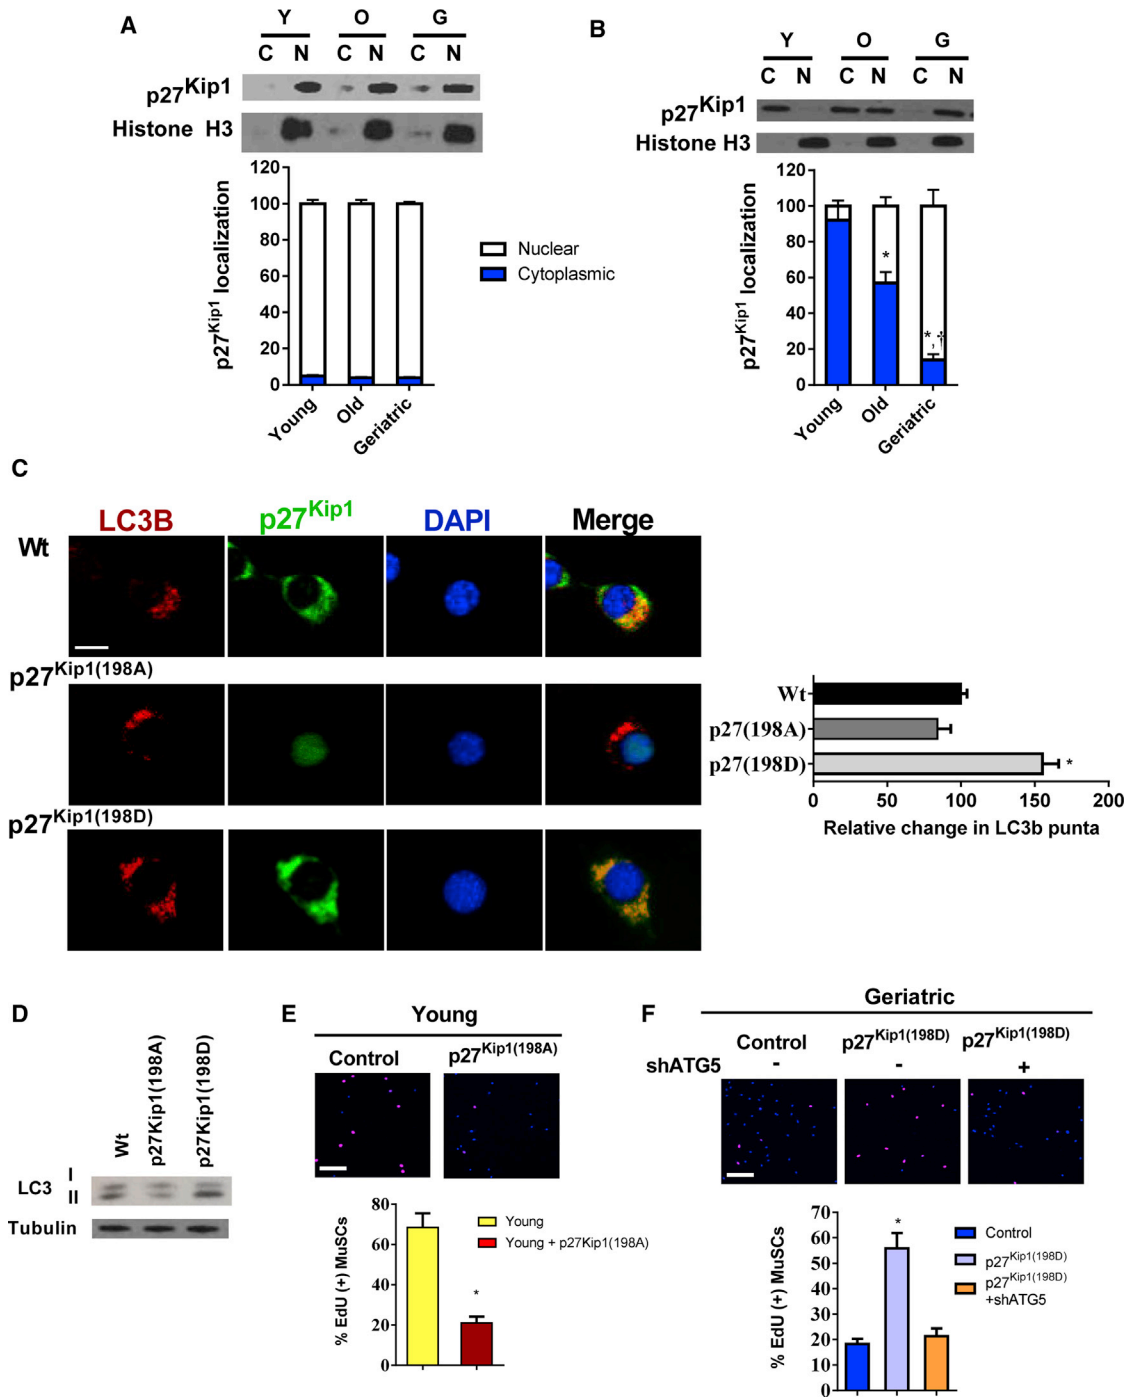 A
Y O G
C N C N C N
p27Kip1
Histone H3
p27Kip1 localization
120
100
80
60
40
20
0
Young
Old
Geriatric
Nuclear
Cytoplasmic
B
Y O G
C N C N C N
p27Kip1
Histone H3
p27Kip1 localization
120
100
80
60
40
20
0
*
*,†
Young
Old
Geriatric
C
LC3B p27Kip1 DAPI Merge
Wt
p27Kip1(198A)
p27Kip1(198D)
Wt
p27(198A)
p27(198D)
*
0 50 100 150 200
Relative change in LC3b punta
D
Wt
p27Kip1(198A)
p27Kip1(198D)
LC3 I
II
Tubulin
E
Young
Control p27Kip1(198A)
% EdU (+) MuSCs
80
60
40
20
0
*
Young
Young + p27Kip1(198A)
F
Geriatric
Control p27Kip1(198D) p27Kip1(198D)
shATG5 - - +
% EdU (+) MuSCs
70
60
50
40
30
20
10
0
*
Control
p27Kip1(198D)
p27Kip1(198D)
+shATG5